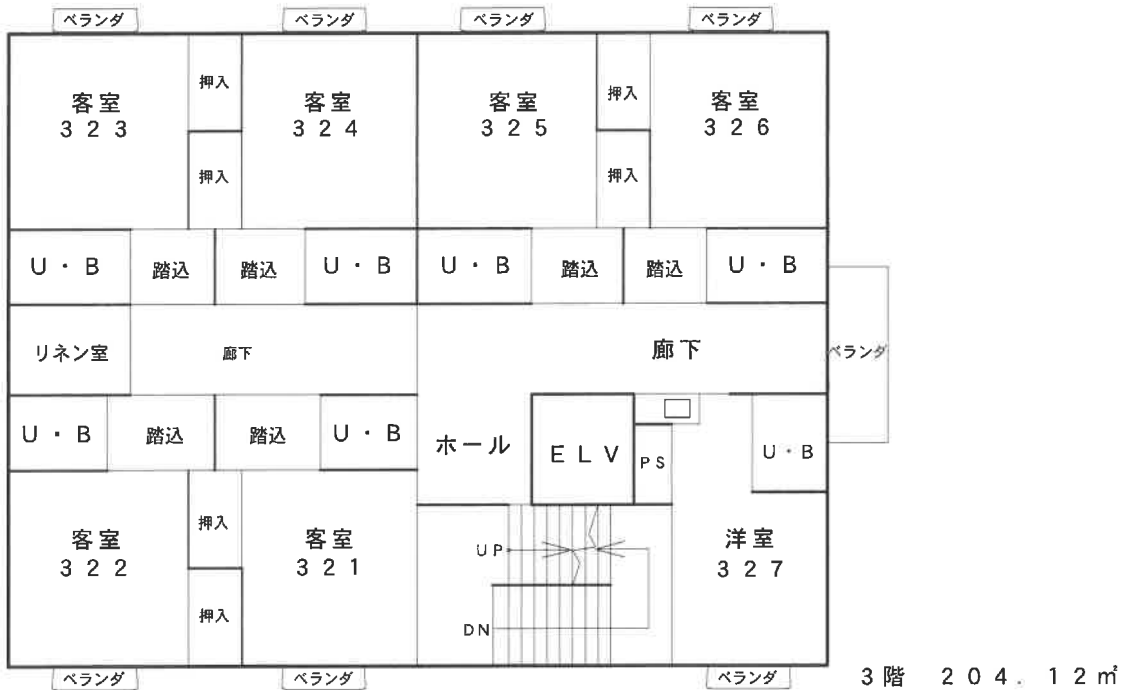 ベランダ
ベランダ
ベランダ
ベランダ
客室
323
押入
押入
客室
324
客室
325
押入
押入
客室
326
U・B
踏込
踏込
U・B
U・B
踏込
踏込
U・B
リネン室
廊下
廊下
ベランダ
U・B
踏込
踏込
U・B
ホール
ELV
PS
U・B
客室
322
押入
押入
客室
321
UP
DN
洋室
327
ベランダ
ベランダ
ベランダ
3階 204.12㎡